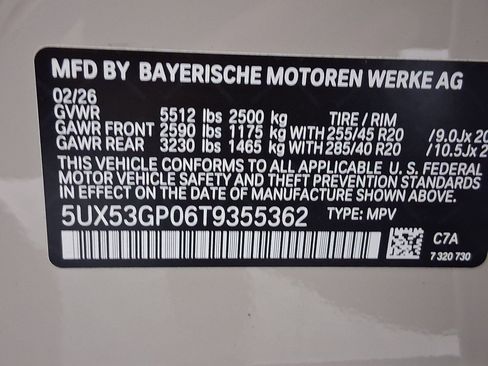 MFD BY BAYERISCHE MOTOREN WERKE AG
02/26
GVWR 5512 lbs 2500 kg TIRE / RIM
GAWR FRONT 2590 lbs 1175 kg WITH 255/45 R20 /9.0Jx 20
GAWR REAR 3230 lbs 1465 kg WITH 285/40 R20 /10.5Jx 2
THIS VEHICLE CONFORMS TO ALL APPLICABLE U. S. FEDERAL
MOTOR VEHICLE SAFETY AND THEFT PREVENTION STANDARDS
IN EFFECT ON THE DATE OF MANUFACTURE SHOWN ABOVE.
5UX53GP06T9355362 TYPE: MPV
C7A
7 320 730